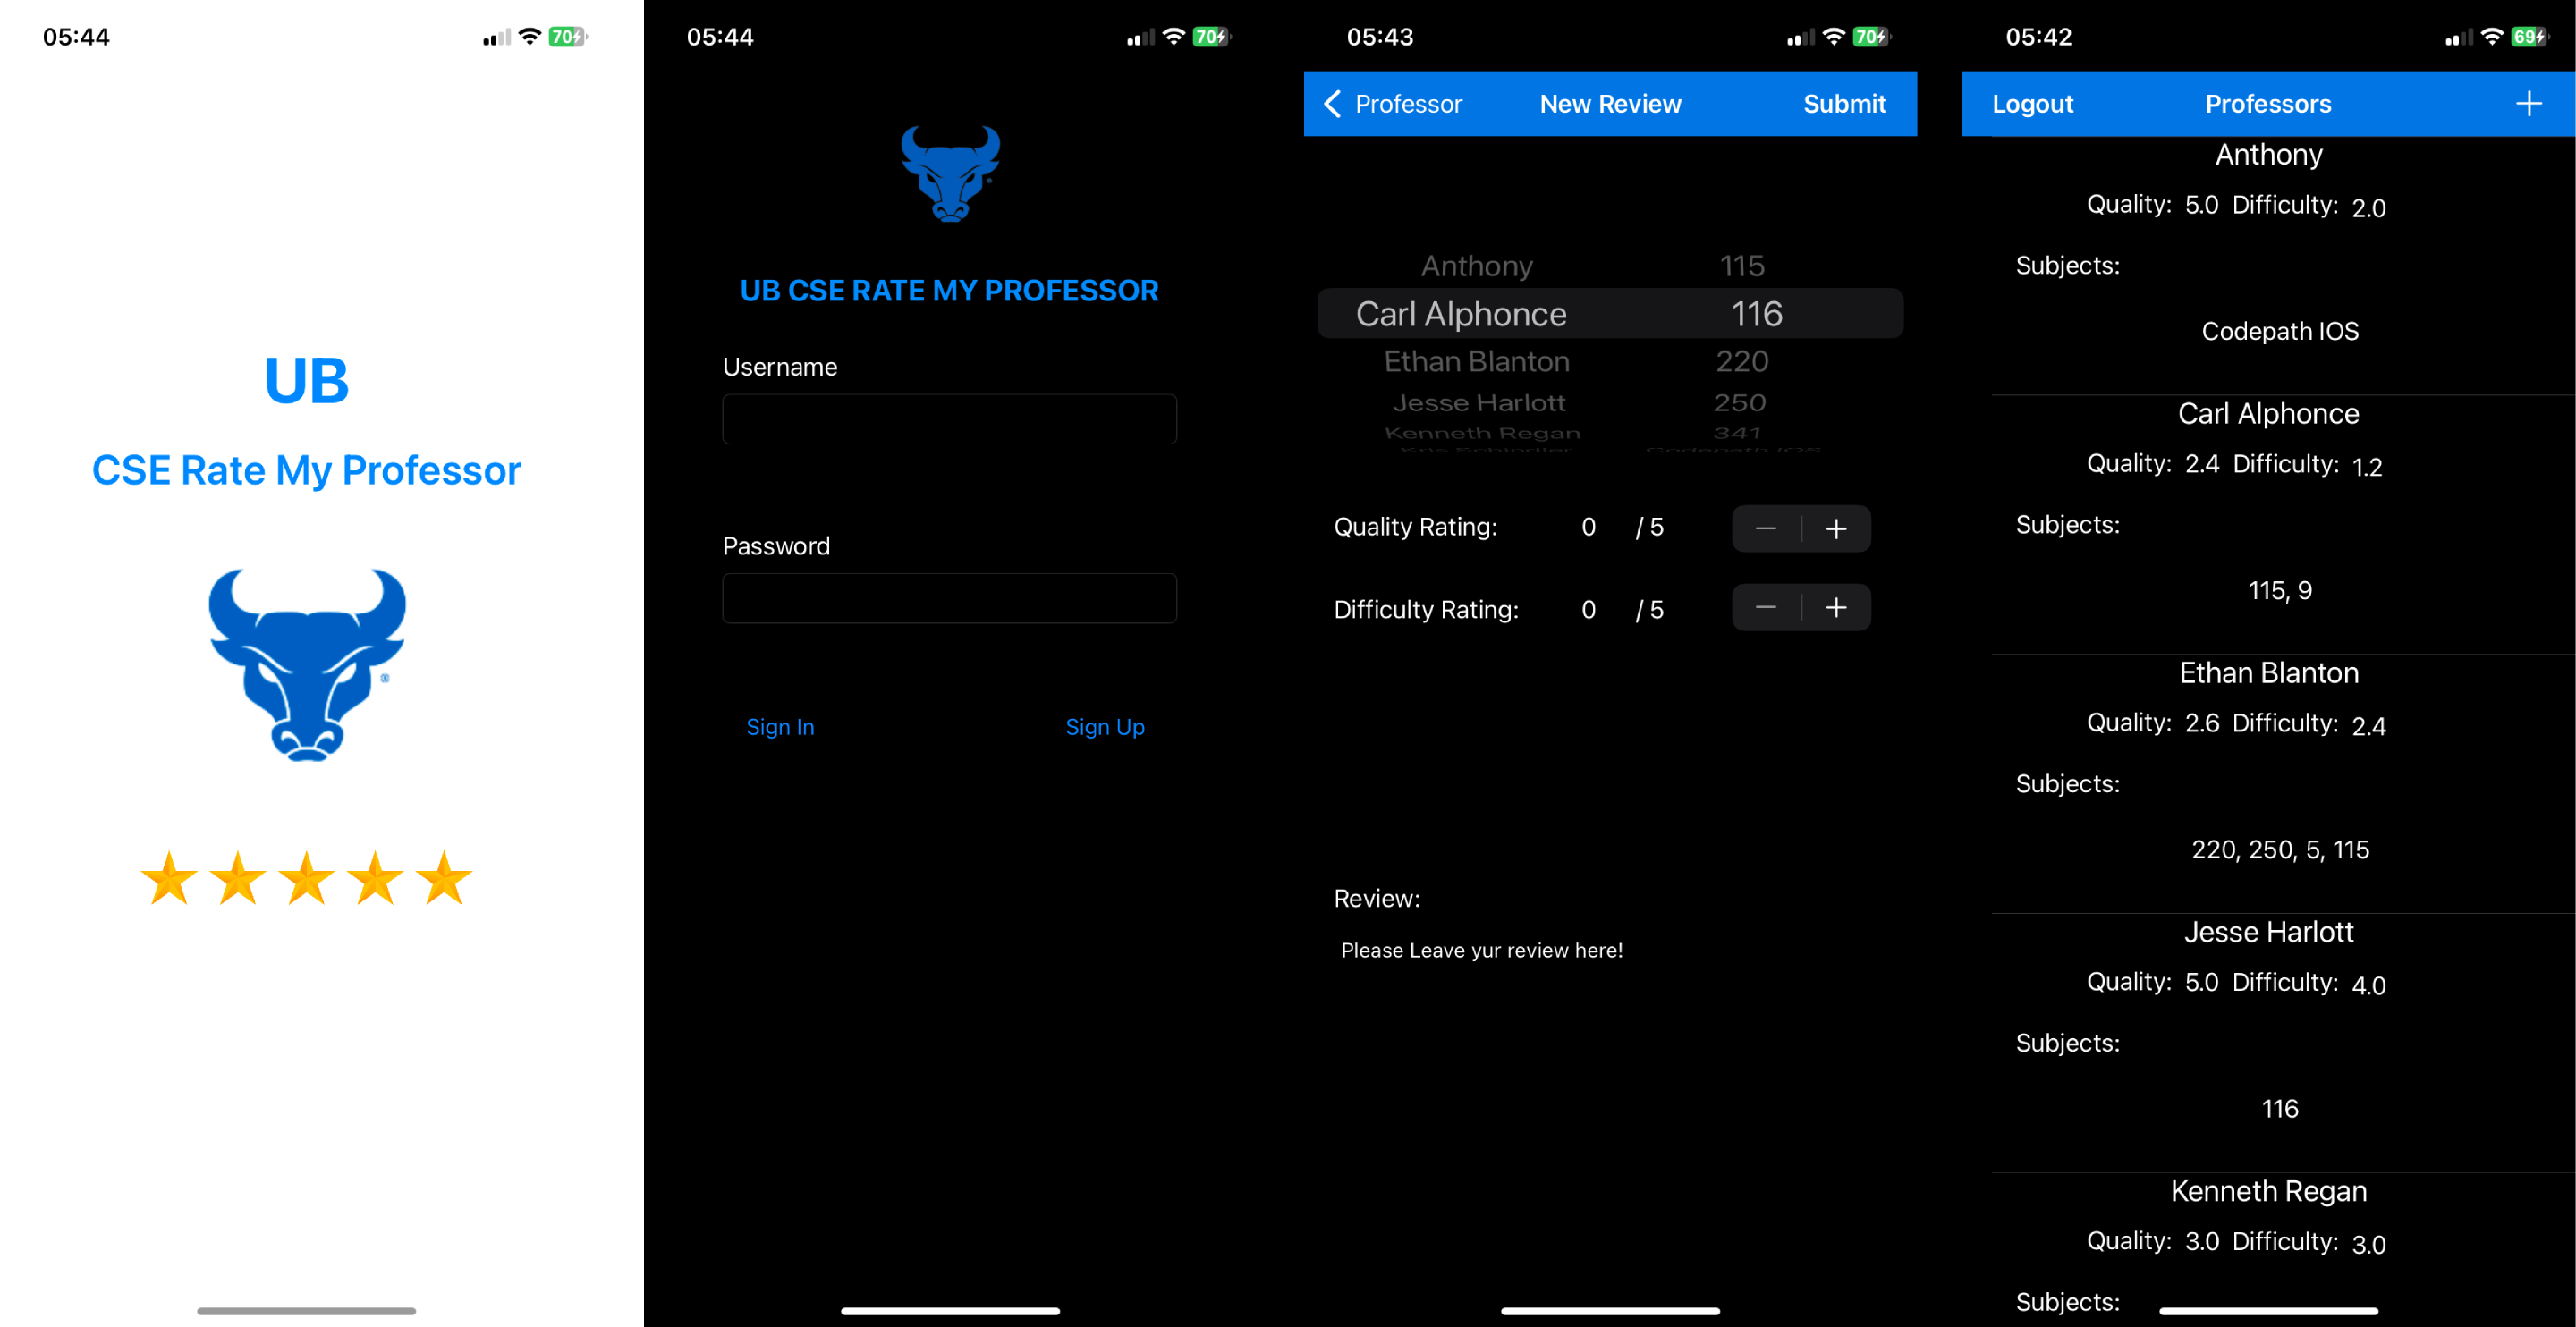 05:44
70
UB
CSE Rate My Professor
05:44
70
UB CSE RATE MY PROFESSOR
Username
Password
Sign In Sign Up
05:43
70
Professor New Review Submit
Anthony 115
Carl Alphonce 116
Ethan Blanton 220
Jesse Harlott 250
Kenneth Regan 341
Kris Schindler Codepath IOS
Quality Rating: 0 / 5 − +
Difficulty Rating: 0 / 5 − +
Review:
Please Leave yur review here!
05:42
69
Logout Professors +
Anthony
Quality: 5.0 Difficulty: 2.0
Subjects:
Codepath IOS
Carl Alphonce
Quality: 2.4 Difficulty: 1.2
Subjects:
115, 9
Ethan Blanton
Quality: 2.6 Difficulty: 2.4
Subjects:
220, 250, 5, 115
Jesse Harlott
Quality: 5.0 Difficulty: 4.0
Subjects:
116
Kenneth Regan
Quality: 3.0 Difficulty: 3.0
Subjects: